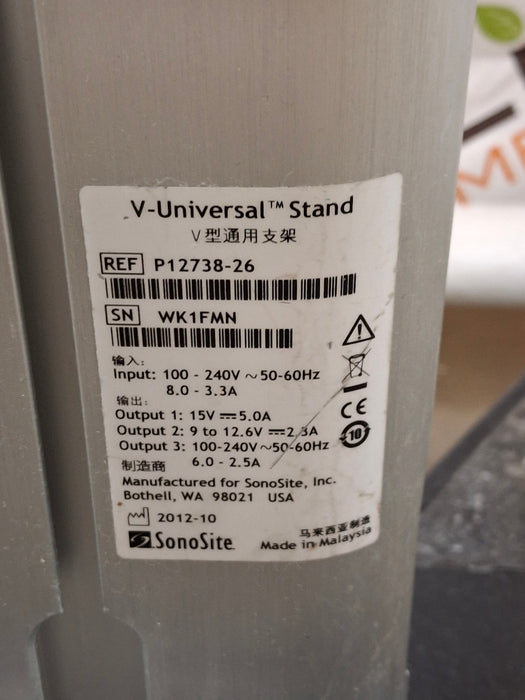 V-Universal™ Stand
V型通用支架
REF P12738-26
SN WK1FMN
输入:
Input: 100 - 240V ~ 50-60Hz
8.0 - 3.3A
输出:
Output 1: 15V ⎓ 5.0A
Output 2: 9 to 12.6V ⎓ 2.3A
Output 3: 100-240V ~ 50-60Hz
6.0 - 2.5A
制造商
Manufactured for SonoSite, Inc.
Bothell, WA 98021 USA
2012-10
SonoSite
CE
10
马来西亚制造
Made in Malaysia